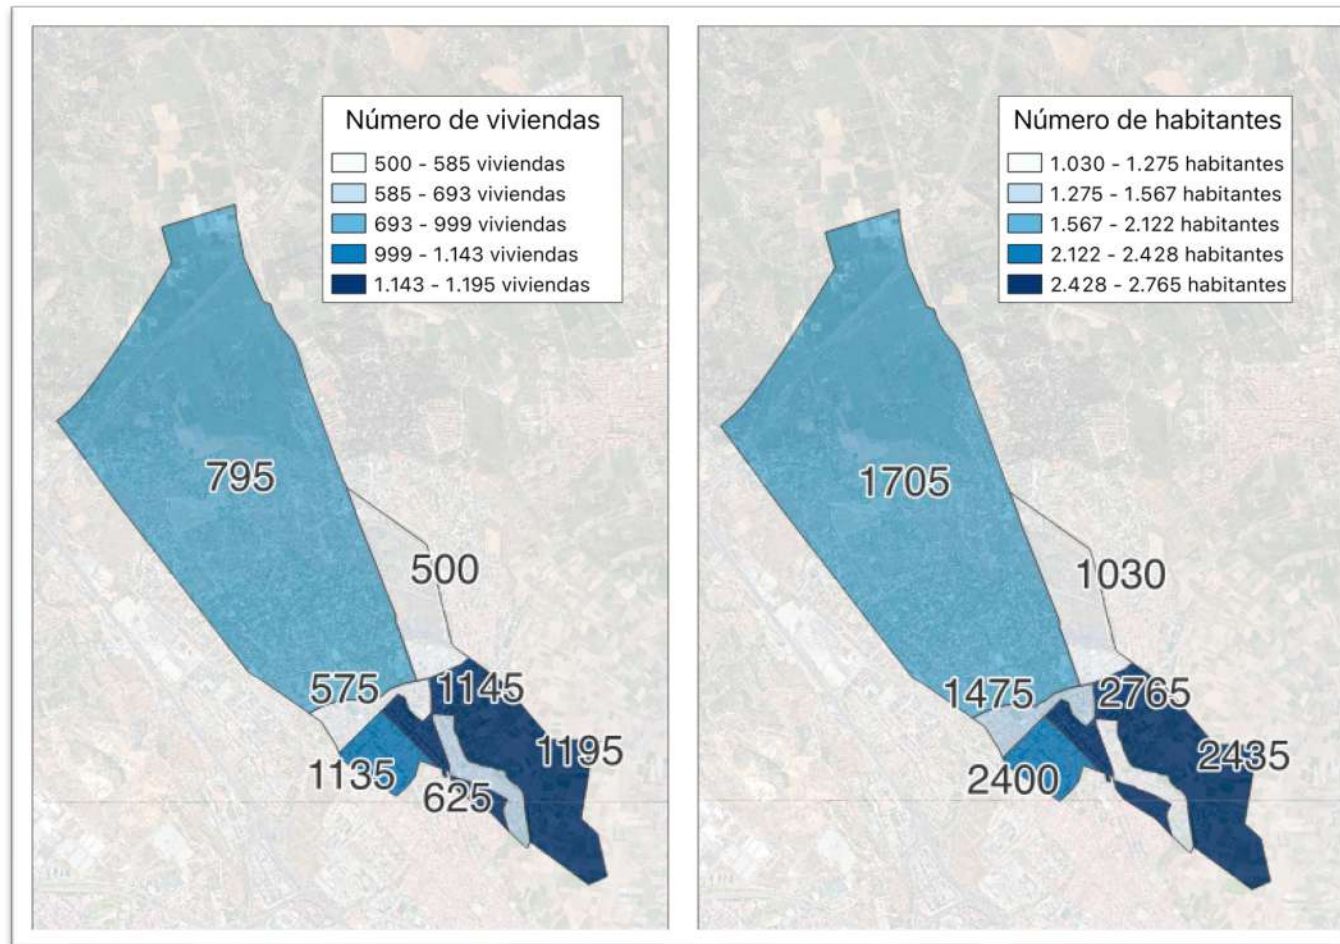 Número de viviendas
500 - 585 viviendas
585 - 693 viviendas
693 - 999 viviendas
999 - 1.143 viviendas
1.143 - 1.195 viviendas
795
500
575
1145
1195
1135
625
Número de habitantes
1.030 - 1.275 habitantes
1.275 - 1.567 habitantes
1.567 - 2.122 habitantes
2.122 - 2.428 habitantes
2.428 - 2.765 habitantes
1705
1030
1475
2765
2435
2400